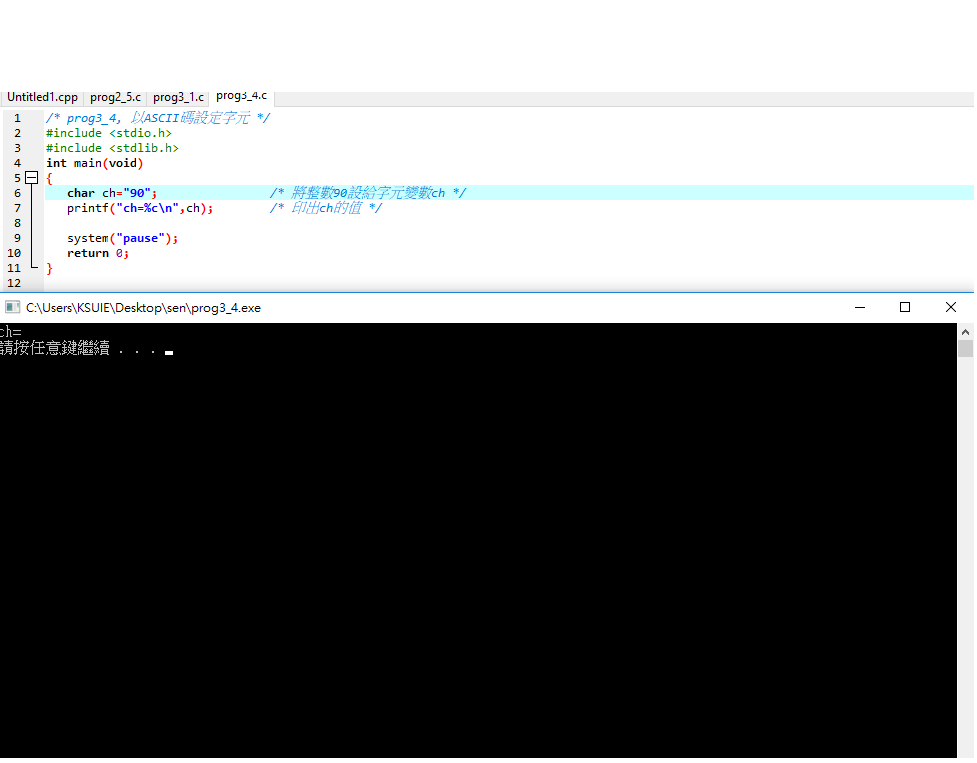 Untitled1.cpp prog2_5.c prog3_1.c prog3_4.c
1 /* prog3_4, 以ASCII碼設定字元 */
2 #include <stdio.h>
3 #include <stdlib.h>
4 int main(void)
5 {
6 char ch="90"; /* 將整數90設給字元變數ch */
7 printf("ch=%c\n",ch); /* 印出ch的值 */
8
9 system("pause");
10 return 0;
11 }
12
C:\Users\KSUIE\Desktop\sen\prog3_4.exe
ch=
請按任意鍵繼續 . . .